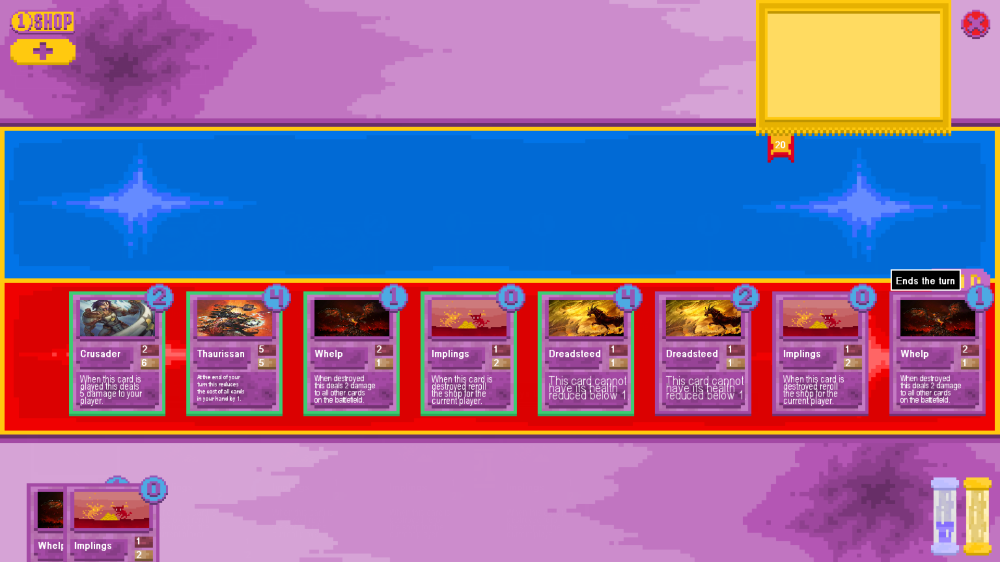 1 SHOP
+
20
Ends the turn
2
Crusader
2
6
When this card is
played this deals
5 damage to your
player.
4
Thaurissan
5
5
At the end of your
turn this reduces
the cost of all cards
in your hand by 1.
1
Whelp
2
1
When destroyed
this deals 2 damage
to all other cards
on the battlefield.
0
Implings
1
2
When this card is
destroyed reroll
the shop for the
current player.
4
Dreadsteed
1
1
This card cannot
have its health
reduced below 1.
2
Dreadsteed
1
1
This card cannot
have its health
reduced below 1.
0
Implings
1
2
When this card is
destroyed reroll
the shop for the
current player.
1
Whelp
2
1
When destroyed
this deals 2 damage
to all other cards
on the battlefield.
Whelp
0
Implings
1
2